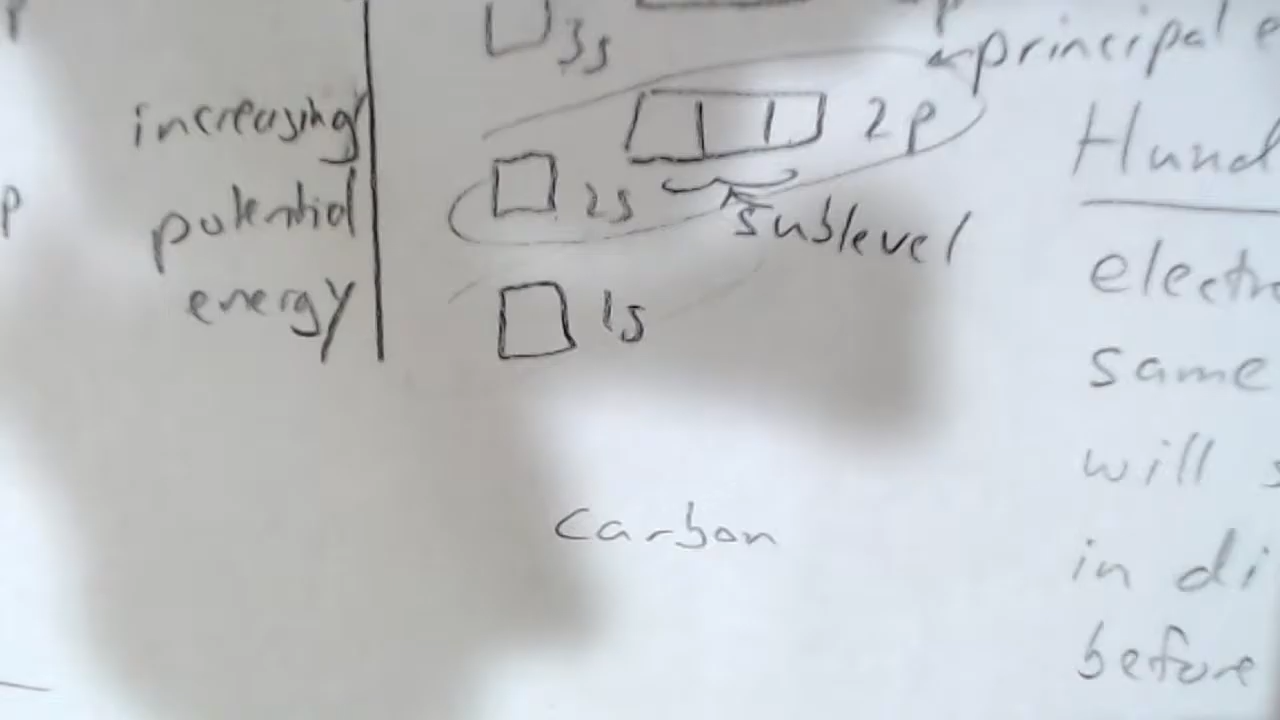 3s
principal e
increasing
2p
Hund
potential
2s
sublevel
energy
1s
electr
same
will s
carbon
in di
before
p